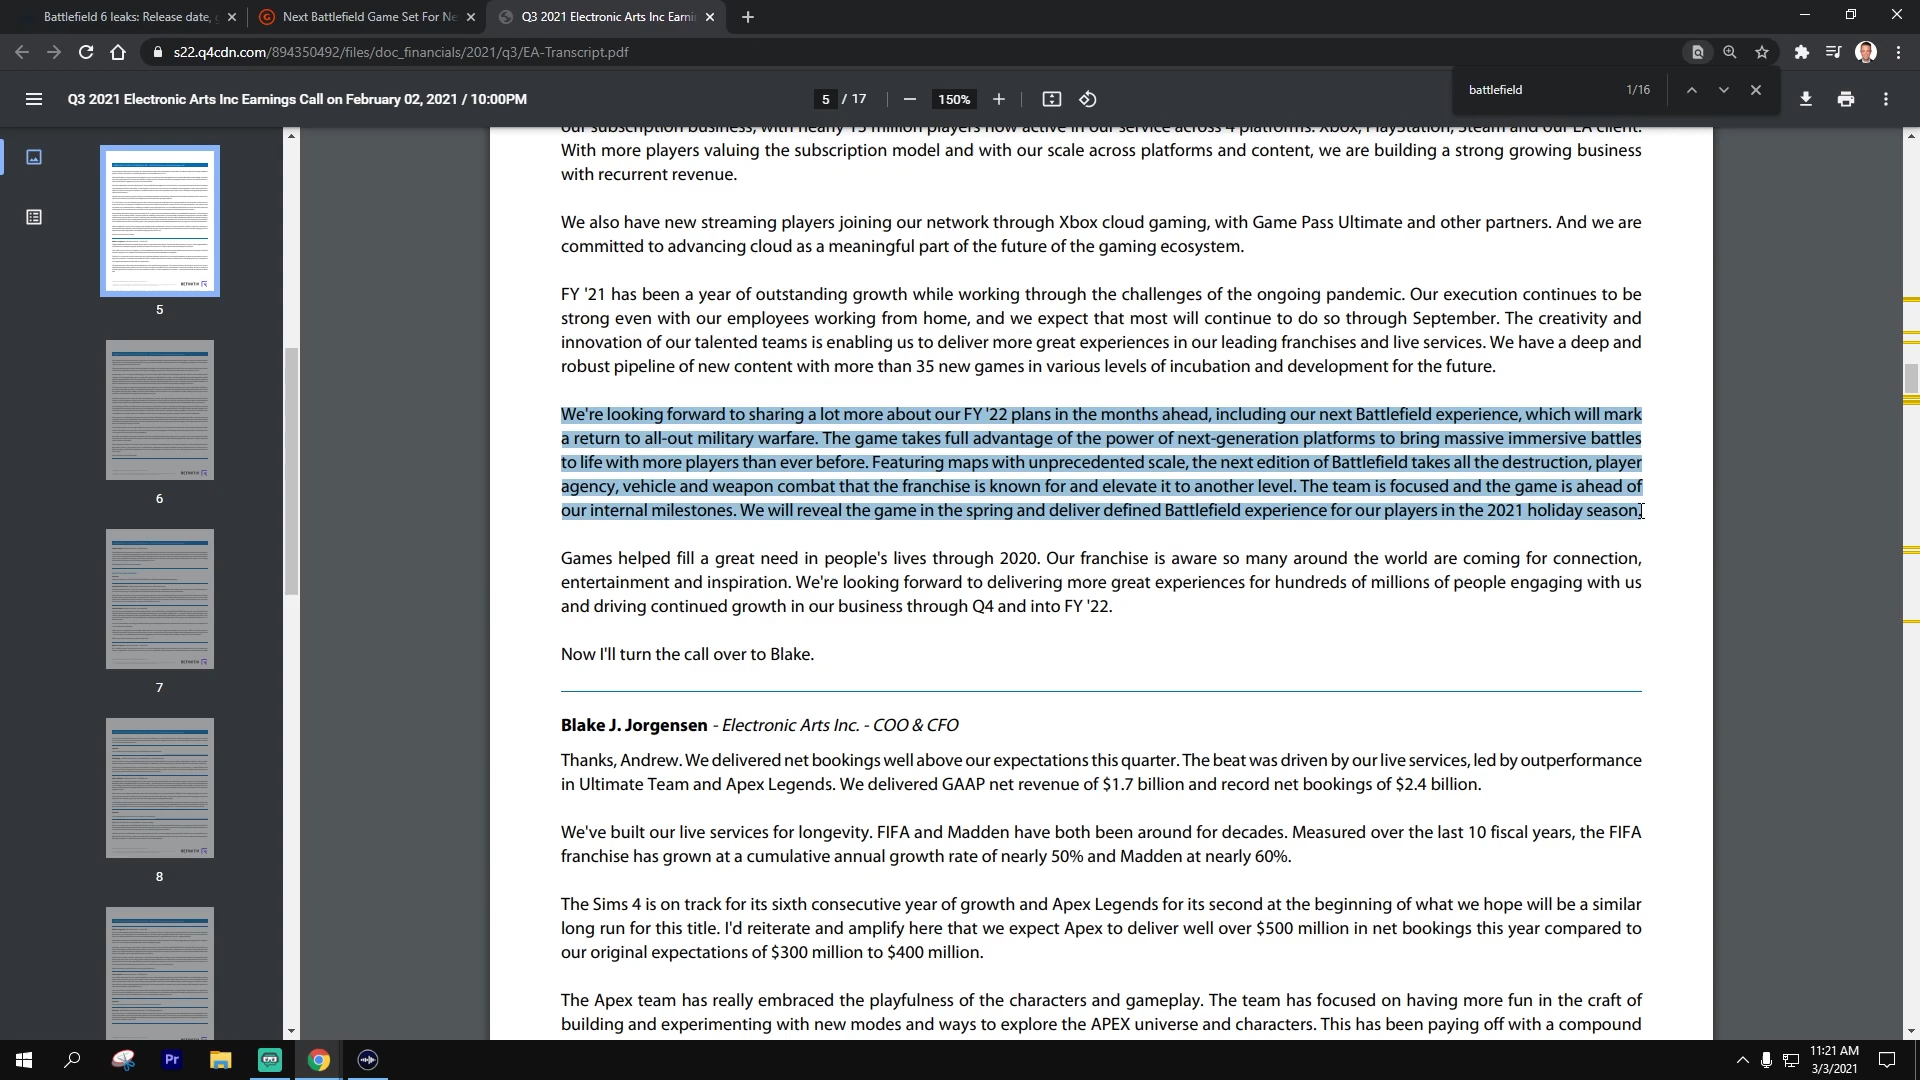 Battlefield 6 leaks: Release date,
Next Battlefield Game Set For Ne
Q3 2021 Electronic Arts Inc Earni
s22.q4cdn.com/894350492/files/doc_financials/2021/q3/EA-Transcript.pdf
Q3 2021 Electronic Arts Inc Earnings Call on February 02, 2021 / 10:00PM
5 / 17
150%
battlefield
1/16
our subscription business, with nearly 13 million players now active in our service across 4 platforms: Xbox, PlayStation, Steam and our EA client.
With more players valuing the subscription model and with our scale across platforms and content, we are building a strong growing business
with recurrent revenue.
We also have new streaming players joining our network through Xbox cloud gaming, with Game Pass Ultimate and other partners. And we are
committed to advancing cloud as a meaningful part of the future of the gaming ecosystem.
FY '21 has been a year of outstanding growth while working through the challenges of the ongoing pandemic. Our execution continues to be
strong even with our employees working from home, and we expect that most will continue to do so through September. The creativity and
innovation of our talented teams is enabling us to deliver more great experiences in our leading franchises and live services. We have a deep and
robust pipeline of new content with more than 35 new games in various levels of incubation and development for the future.
We're looking forward to sharing a lot more about our FY '22 plans in the months ahead, including our next Battlefield experience, which will mark
a return to all-out military warfare. The game takes full advantage of the power of next-generation platforms to bring massive immersive battles
to life with more players than ever before. Featuring maps with unprecedented scale, the next edition of Battlefield takes all the destruction, player
agency, vehicle and weapon combat that the franchise is known for and elevate it to another level. The team is focused and the game is ahead of
our internal milestones. We will reveal the game in the spring and deliver defined Battlefield experience for our players in the 2021 holiday season.
Games helped fill a great need in people's lives through 2020. Our franchise is aware so many around the world are coming for connection,
entertainment and inspiration. We're looking forward to delivering more great experiences for hundreds of millions of people engaging with us
and driving continued growth in our business through Q4 and into FY '22.
Now I'll turn the call over to Blake.
Blake J. Jorgensen - Electronic Arts Inc. - COO & CFO
Thanks, Andrew. We delivered net bookings well above our expectations this quarter. The beat was driven by our live services, led by outperformance
in Ultimate Team and Apex Legends. We delivered GAAP net revenue of $1.7 billion and record net bookings of $2.4 billion.
We've built our live services for longevity. FIFA and Madden have both been around for decades. Measured over the last 10 fiscal years, the FIFA
franchise has grown at a cumulative annual growth rate of nearly 50% and Madden at nearly 60%.
The Sims 4 is on track for its sixth consecutive year of growth and Apex Legends for its second at the beginning of what we hope will be a similar
long run for this title. I'd reiterate and amplify here that we expect Apex to deliver well over $500 million in net bookings this year compared to
our original expectations of $300 million to $400 million.
The Apex team has really embraced the playfulness of the characters and gameplay. The team has focused on having more fun in the craft of
building and experimenting with new modes and ways to explore the APEX universe and characters. This has been paying off with a compound
5
6
7
8
Pr
11:21 AM
3/3/2021